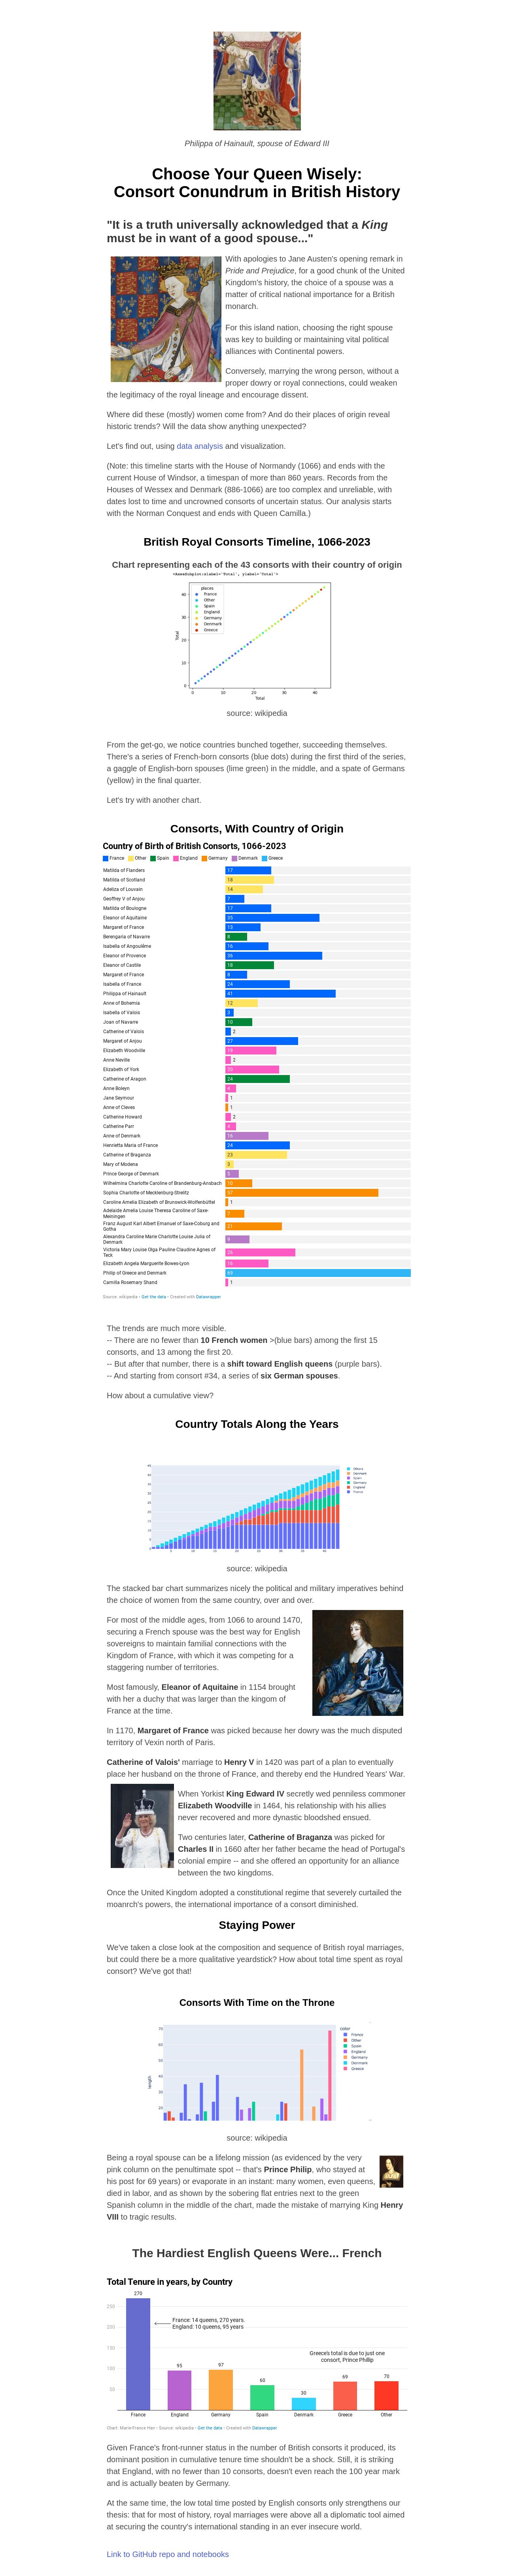 Philippa of Hainault, spouse of Edward III
Choose Your Queen Wisely:
Consort Conundrum in British History
"It is a truth universally acknowledged that a King
must be in want of a good spouse..."
With apologies to Jane Austen's opening remark in
Pride and Prejudice, for a good chunk of the United
Kingdom's history, the choice of a spouse was a
matter of critical national importance for a British
monarch.
For this island nation, choosing the right spouse
was key to building or maintaining vital political
alliances with Continental powers.
Conversely, marrying the wrong person, without a
proper dowry or royal connections, could weaken
the legitimacy of the royal lineage and encourage dissent.
Where did these (mostly) women come from? And do their places of origin reveal
historic trends? Will the data show anything unexpected?
Let's find out, using data analysis and visualization.
(Note: this timeline starts with the House of Normandy (1066) and ends with the
current House of Windsor, a timespan of more than 860 years. Records from the
Houses of Wessex and Denmark (886-1066) are too complex and unreliable, with
dates lost to time and uncrowned consorts of uncertain status. Our analysis starts
with the Norman Conquest and ends with Queen Camilla.)
British Royal Consorts Timeline, 1066-2023
Chart representing each of the 43 consorts with their country of origin
<AxesSubplot:xlabel='Total', ylabel='Total'>
places
France
Other
Spain
England
Germany
Denmark
Greece
40
30
20
10
0
Total
0 10 20 30 40
Total
source: wikipedia
From the get-go, we notice countries bunched together, succeeding themselves.
There's a series of French-born consorts (blue dots) during the first third of the series,
a gaggle of English-born spouses (lime green) in the middle, and a spate of Germans
(yellow) in the final quarter.
Let's try with another chart.
Consorts, With Country of Origin
Country of Birth of British Consorts, 1066-2023
France Other Spain England Germany Denmark Greece
Matilda of Flanders 17
Matilda of Scotland 18
Adeliza of Louvain 14
Geoffrey V of Anjou 7
Matilda of Boulogne 17
Eleanor of Aquitaine 35
Margaret of France 13
Berengaria of Navarre 8
Isabella of Angoulême 16
Eleanor of Provence 36
Eleanor of Castile 18
Margaret of France 8
Isabella of France 24
Philippa of Hainault 41
Anne of Bohemia 12
Isabella of Valois 3
Joan of Navarre 10
Catherine of Valois 2
Margaret of Anjou 27
Elizabeth Woodville 19
Anne Neville 2
Elizabeth of York 20
Catherine of Aragon 24
Anne Boleyn 4
Jane Seymour 1
Anne of Cleves 1
Catherine Howard 2
Catherine Parr 4
Anne of Denmark 16
Henrietta Maria of France 24
Catherine of Braganza 23
Mary of Modena 3
Prince George of Denmark 5
Wilhelmina Charlotte Caroline of Brandenburg-Ansbach 10
Sophia Charlotte of Mecklenburg-Strelitz 57
Caroline Amelia Elizabeth of Brunswick-Wolfenbüttel 1
Adelaide Amelia Louise Theresa Caroline of Saxe-
Meiningen 7
Franz August Karl Albert Emanuel of Saxe-Coburg and
Gotha 21
Alexandra Caroline Marie Charlotte Louise Julia of
Denmark 9
Victoria Mary Louise Olga Pauline Claudine Agnes of
Teck 26
Elizabeth Angela Marguerite Bowes-Lyon 16
Philip of Greece and Denmark 69
Camilla Rosemary Shand 1
Source: wikipedia • Get the data • Created with Datawrapper
The trends are much more visible.
-- There are no fewer than 10 French women >(blue bars) among the first 15
consorts, and 13 among the first 20.
-- But after that number, there is a shift toward English queens (purple bars).
-- And starting from consort #34, a series of six German spouses.
How about a cumulative view?
Country Totals Along the Years
Others
Denmark
Spain
Germany
England
France
source: wikipedia
The stacked bar chart summarizes nicely the political and military imperatives behind
the choice of women from the same country, over and over.
For most of the middle ages, from 1066 to around 1470,
securing a French spouse was the best way for English
sovereigns to maintain familial connections with the
Kingdom of France, with which it was competing for a
staggering number of territories.
Most famously, Eleanor of Aquitaine in 1154 brought
with her a duchy that was larger than the kingom of
France at the time.
In 1170, Margaret of France was picked because her dowry was the much disputed
territory of Vexin north of Paris.
Catherine of Valois' marriage to Henry V in 1420 was part of a plan to eventually
place her husband on the throne of France, and thereby end the Hundred Years' War.
When Yorkist King Edward IV secretly wed penniless commoner
Elizabeth Woodville in 1464, his relationship with his allies
never recovered and more dynastic bloodshed ensued.
Two centuries later, Catherine of Braganza was picked for
Charles II in 1660 after her father became the head of Portugal's
colonial empire -- and she offered an opportunity for an alliance
between the two kingdoms.
Once the United Kingdom adopted a constitutional regime that severely curtailed the
moanrch's powers, the international importance of a consort diminished.
Staying Power
We've taken a close look at the composition and sequence of British royal marriages,
but could there be a more qualitative yeardstick? How about total time spent as royal
consort? We've got that!
Consorts With Time on the Throne
70
60
50
40
30
20
length
color
France
Other
Spain
England
Germany
Denmark
Greece
source: wikipedia
Being a royal spouse can be a lifelong mission (as evidenced by the very
pink column on the penultimate spot -- that's Prince Philip, who stayed at
his post for 69 years) or evaporate in an instant: many women, even queens,
died in labor, and as shown by the sobering flat entries next to the green
Spanish column in the middle of the chart, made the mistake of marrying King Henry
VIII to tragic results.
The Hardiest English Queens Were... French
Total Tenure in years, by Country
270
250
200
150
100
50
France: 14 queens, 270 years.
England: 10 queens, 95 years
Greece's total is due to just one
consort, Prince Phillip
95
97
60
30
69
70
France England Germany Spain Denmark Greece Other
Chart: Marie-France Han • Source: wikipedia • Get the data • Created with Datawrapper
Given France's front-runner status in the number of British consorts it produced, its
dominant position in cumulative tenure time shouldn't be a shock. Still, it is striking
that England, with no fewer than 10 consorts, doesn't even reach the 100 year mark
and is actually beaten by Germany.
At the same time, the low total time posted by English consorts only strengthens our
thesis: that for most of history, royal marriages were above all a diplomatic tool aimed
at securing the country's international standing in an ever insecure world.
Link to GitHub repo and notebooks